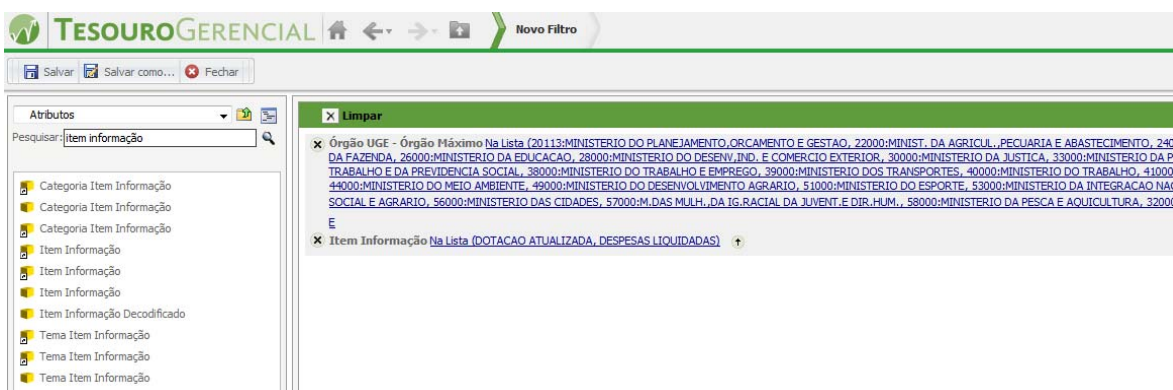 TESOUROGERENCIAL
Novo Filtro
Salvar Salvar como... Fechar
Atributos
Pesquisar: item informação
Categoria Item Informação
Categoria Item Informação
Categoria Item Informação
Item Informação
Item Informação
Item Informação
Item Informação Decodificado
Tema Item Informação
Tema Item Informação
Tema Item Informação
Limpar
Órgão UGE - Órgão Máximo Na Lista (20113:MINISTERIO DO PLANEJAMENTO,ORCAMENTO E GESTAO, 22000:MINIST. DA AGRICUL.,PECUARIA E ABASTECIMENTO, 240
DA FAZENDA, 26000:MINISTERIO DA EDUCACAO, 28000:MINISTERIO DO DESENV,IND. E COMERCIO EXTERIOR, 30000:MINISTERIO DA JUSTICA, 33000:MINISTERIO DA P
TRABALHO E DA PREVIDENCIA SOCIAL, 38000:MINISTERIO DO TRABALHO E EMPREGO, 39000:MINISTERIO DOS TRANSPORTES, 40000:MINISTERIO DO TRABALHO, 41000
44000:MINISTERIO DO MEIO AMBIENTE, 49000:MINISTERIO DO DESENVOLVIMENTO AGRARIO, 51000:MINISTERIO DO ESPORTE, 53000:MINISTERIO DA INTEGRACAO NAC
SOCIAL E AGRARIO, 56000:MINISTERIO DAS CIDADES, 57000:M.DAS MULH.,DA IG.RACIAL DA JUVENT.E DIR.HUM., 58000:MINISTERIO DA PESCA E AQUICULTURA, 32000
E
Item Informação Na Lista (DOTACAO ATUALIZADA, DESPESAS LIQUIDADAS)